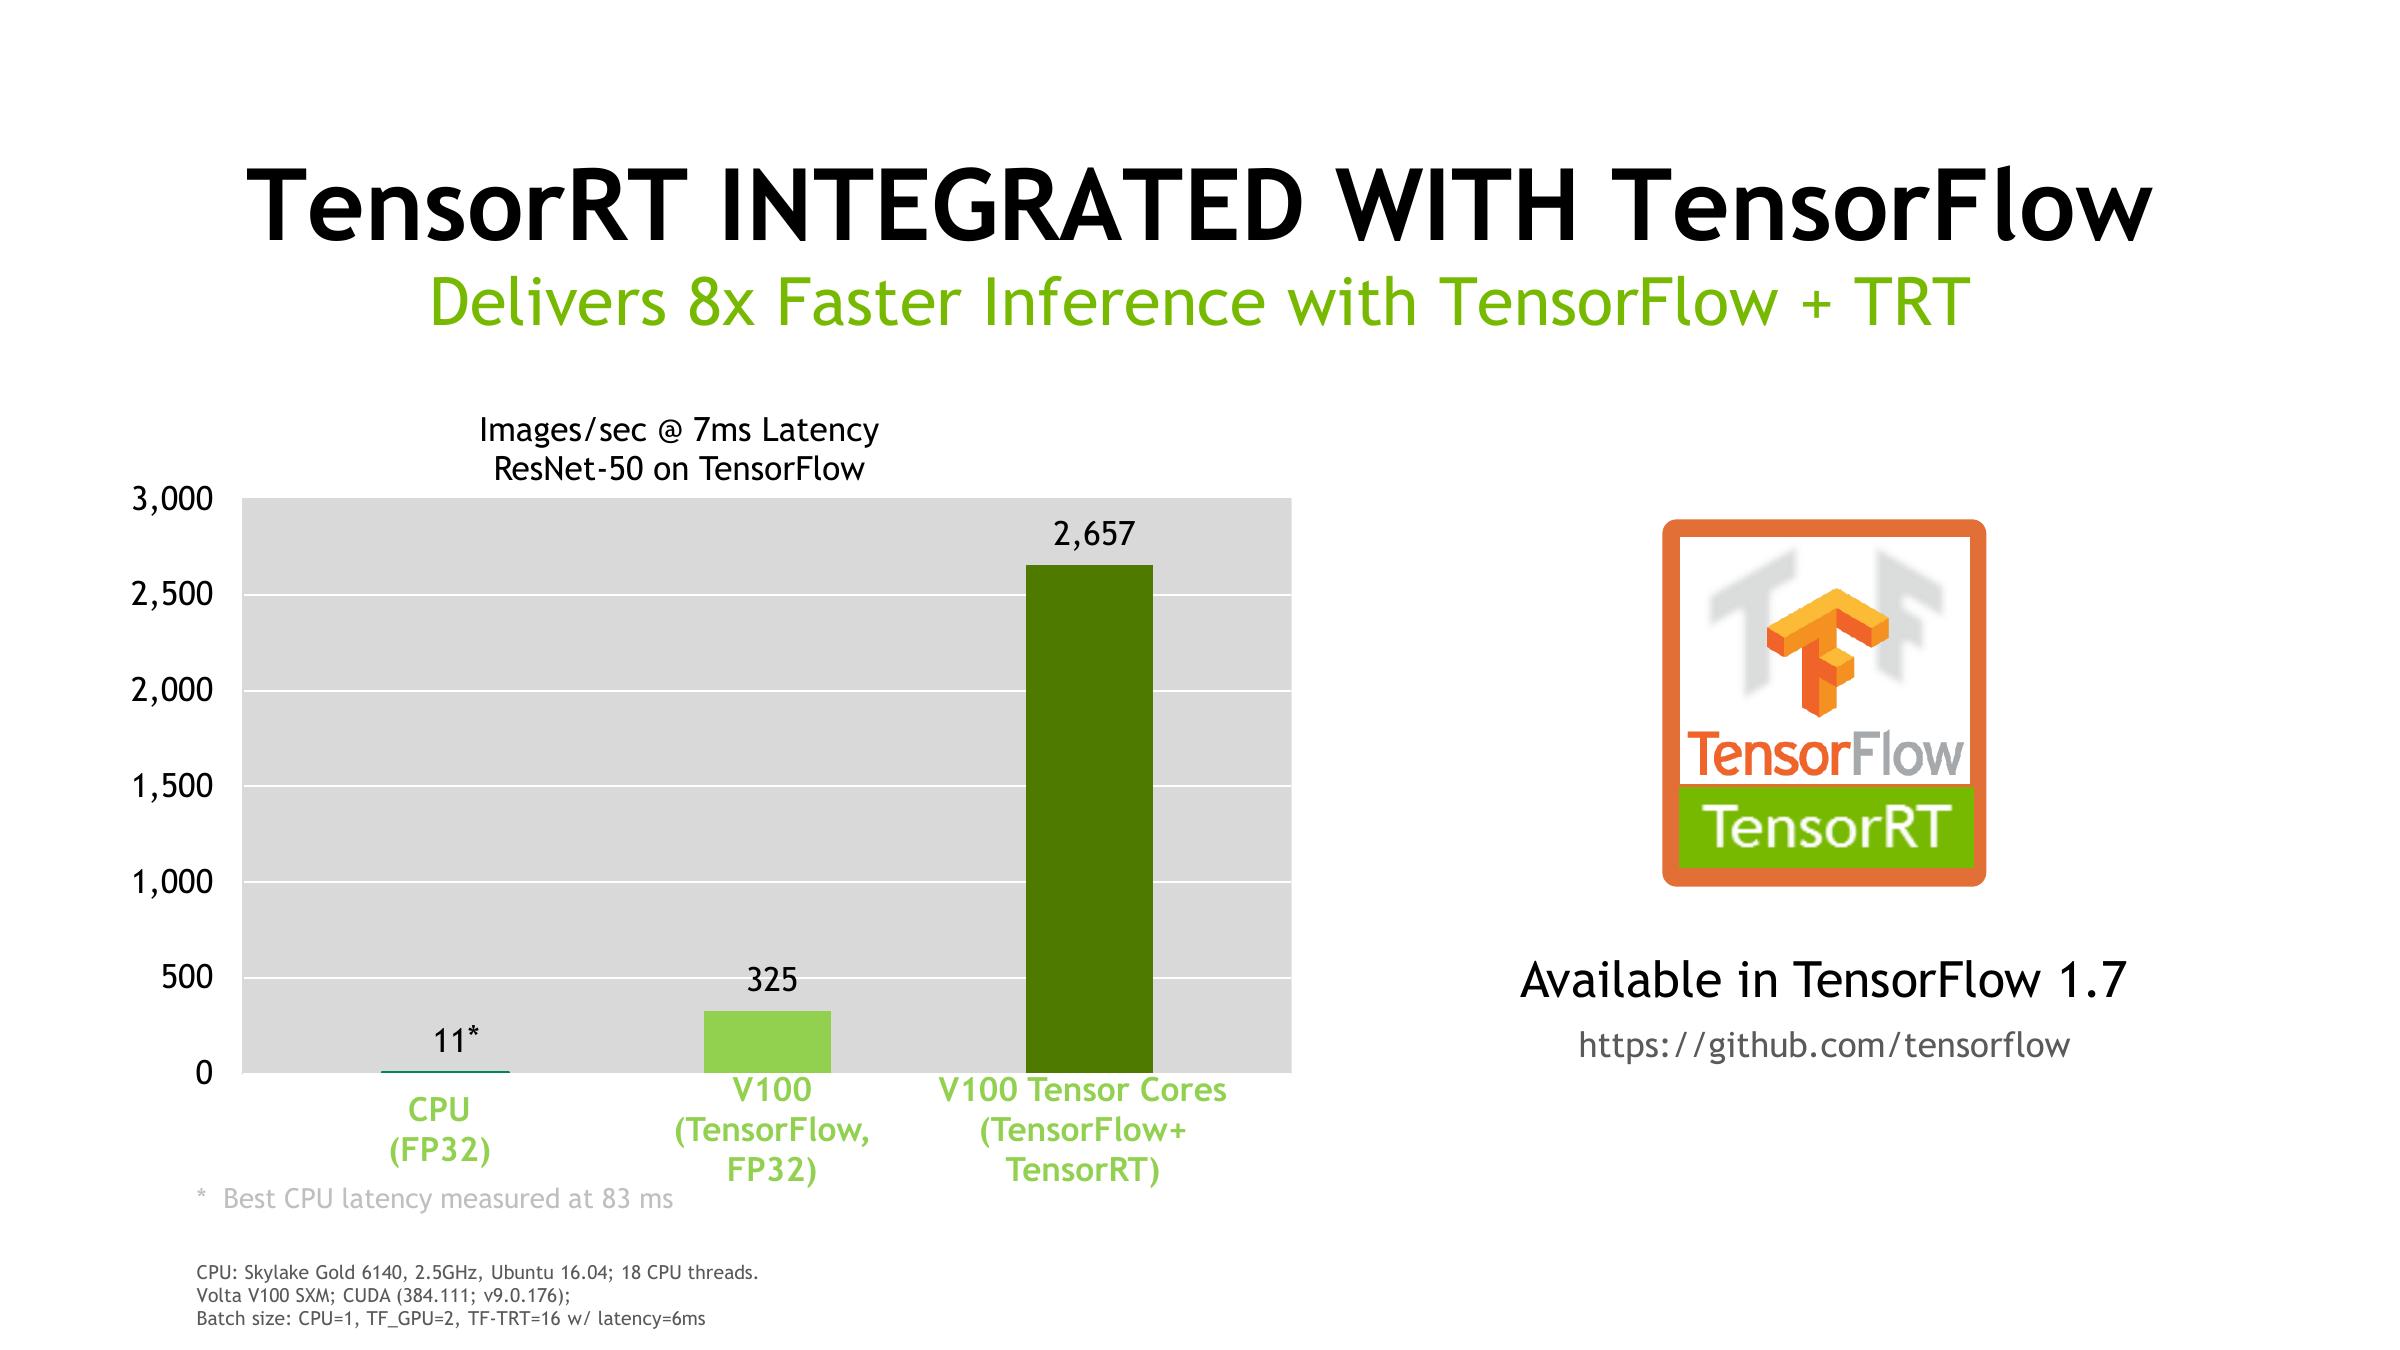 TensorRT INTEGRATED WITH TensorFlow
Delivers 8x Faster Inference with TensorFlow + TRT
Images/sec @ 7ms Latency
ResNet-50 on TensorFlow
3,000
2,500
2,000
1,500
1,000
500
0
11*
325
2,657
CPU
(FP32)
V100
(TensorFlow,
FP32)
V100 Tensor Cores
(TensorFlow+
TensorRT)
* Best CPU latency measured at 83 ms
TensorFlow
TensorRT
Available in TensorFlow 1.7
https://github.com/tensorflow
CPU: Skylake Gold 6140, 2.5GHz, Ubuntu 16.04; 18 CPU threads.
Volta V100 SXM; CUDA (384.111; v9.0.176);
Batch size: CPU=1, TF_GPU=2, TF-TRT=16 w/ latency=6ms